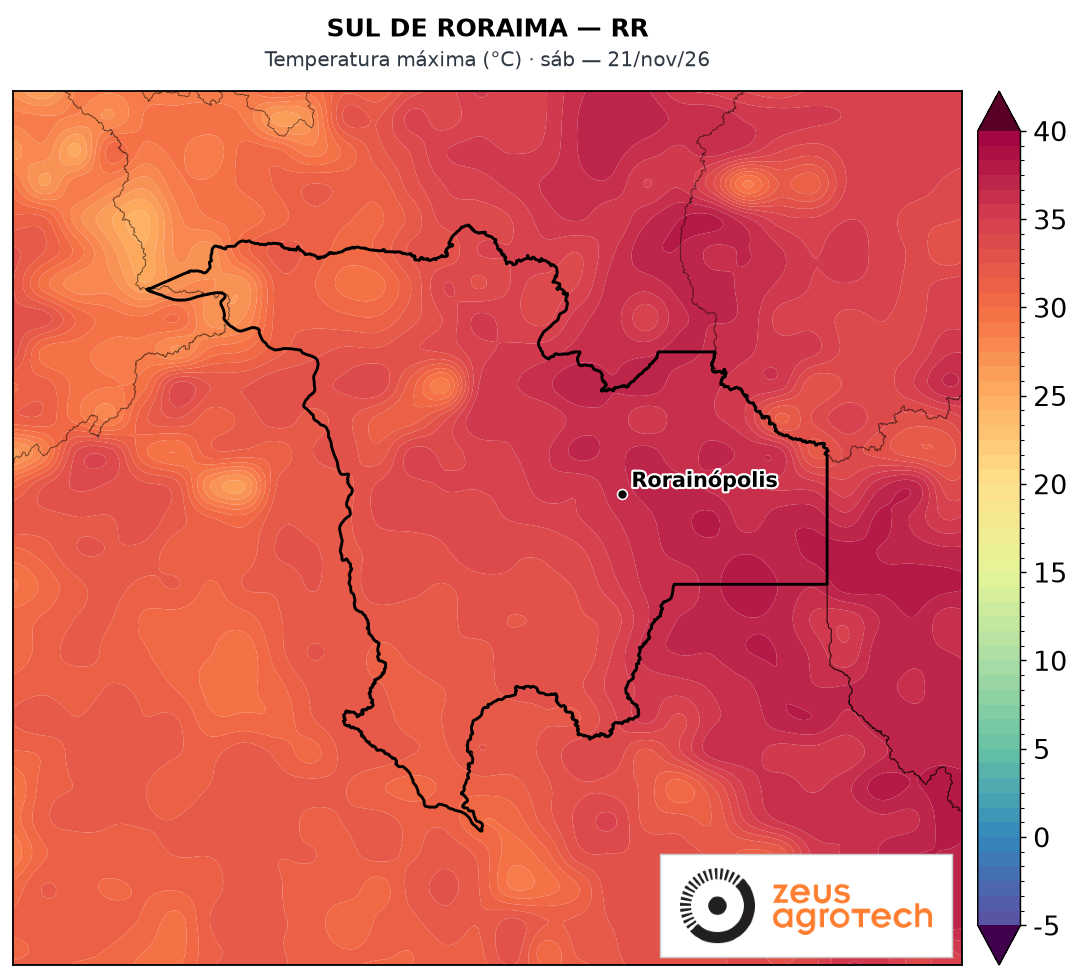 SUL DE RORAIMA — RR
Temperatura máxima (°C) · sáb — 21/nov/26
40
35
30
25
20
15
10
5
0
-5
Rorainópolis
zeus
agrotech